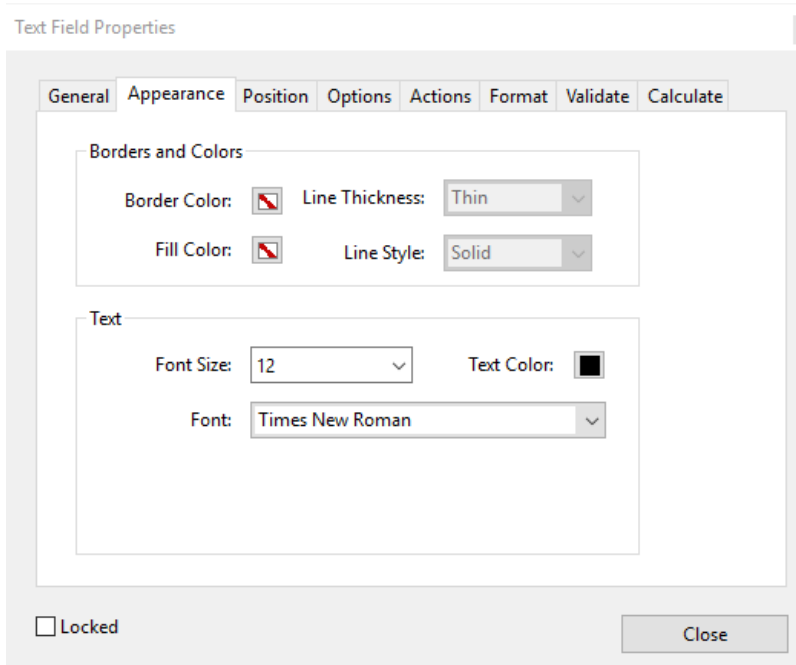 Text Field Properties
General Appearance Position Options Actions Format Validate Calculate
Borders and Colors
Border Color: Line Thickness: Thin
Fill Color: Line Style: Solid
Text
Font Size: 12 Text Color:
Font: Times New Roman
Locked
Close